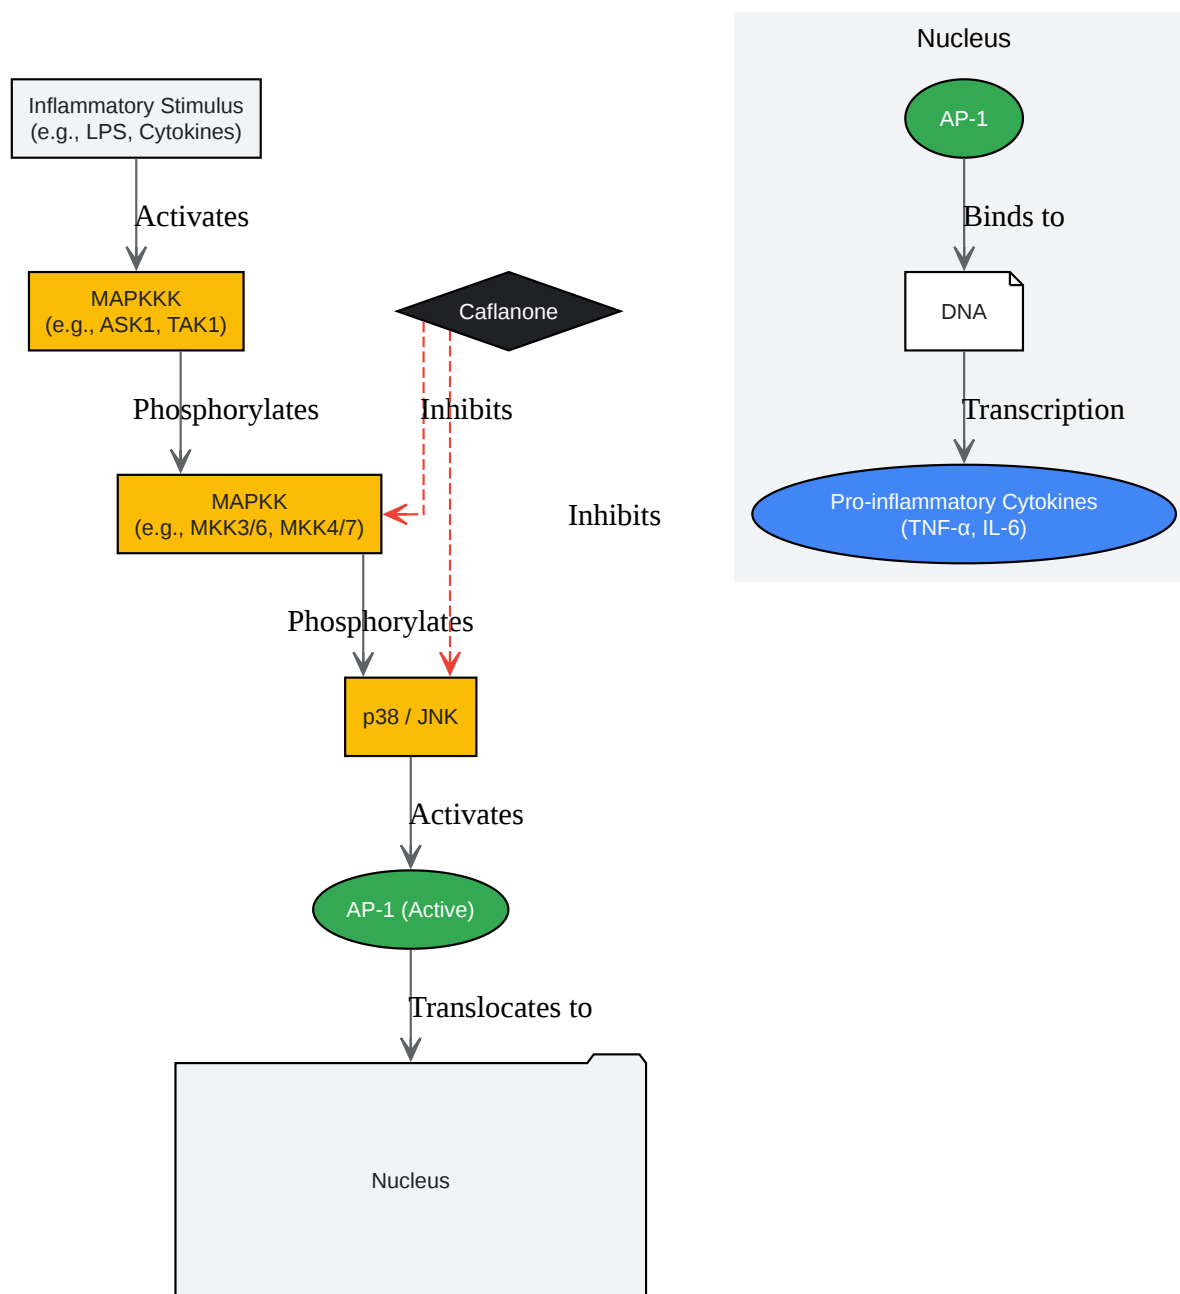 Inflammatory Stimulus
(e.g., LPS, Cytokines)
Activates
MAPKKK
(e.g., ASK1, TAK1)
Caflanone
Phosphorylates
Inhibits
MAPKK
(e.g., MKK3/6, MKK4/7)
Inhibits
Phosphorylates
p38 / JNK
Activates
AP-1 (Active)
Translocates to
Nucleus
Nucleus
AP-1
Binds to
DNA
Transcription
Pro-inflammatory Cytokines
(TNF-α, IL-6)